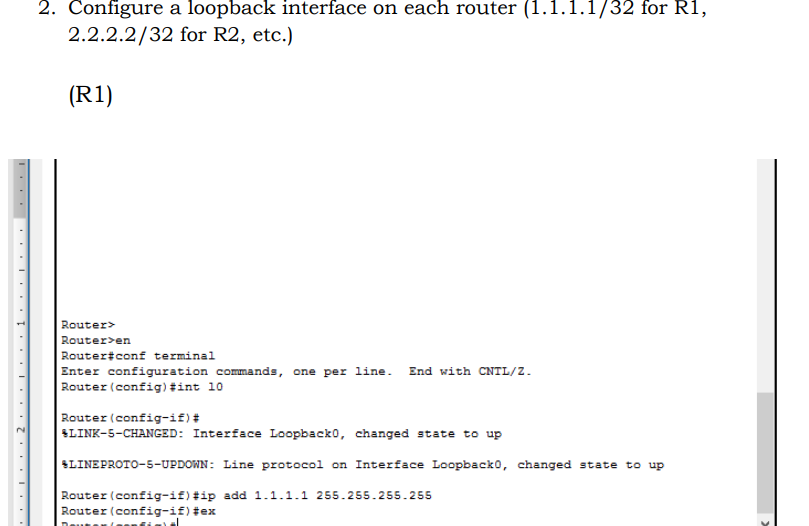 2. Configure a loopback interface on each router (1.1.1.1/32 for R1,
2.2.2.2/32 for R2, etc.)
(R1)
Router>
Router>en
Router#conf terminal
Enter configuration commands, one per line.  End with CNTL/Z.
Router(config)#int l0
Router(config-if)#
%LINK-5-CHANGED: Interface Loopback0, changed state to up
%LINEPROTO-5-UPDOWN: Line protocol on Interface Loopback0, changed state to up
Router(config-if)#ip add 1.1.1.1 255.255.255.255
Router(config-if)#ex